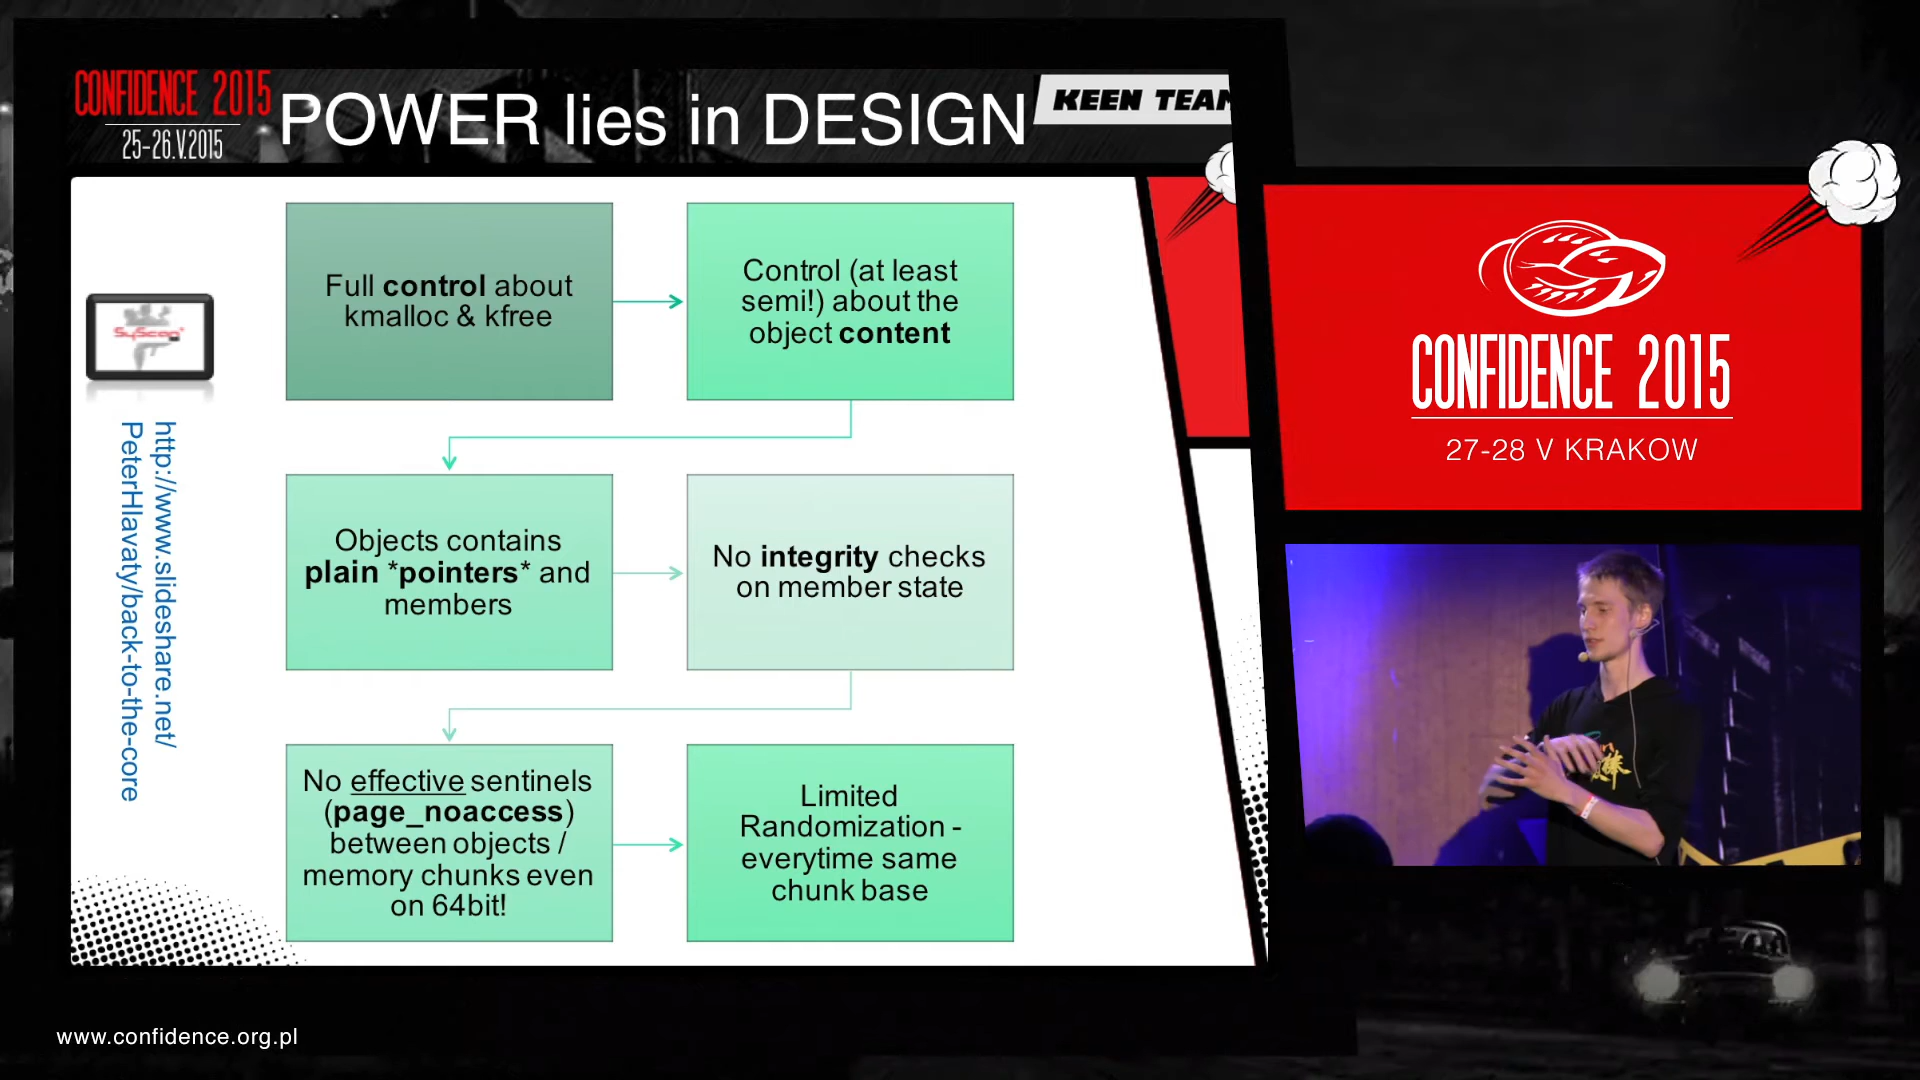 CONFIDENCE 2015
25-26.V.2015
POWER lies in DESIGN
KEEN TEAM
Full control about
kmalloc & kfree
Control (at least
semi!) about the
object content
Objects contains
plain *pointers* and
members
No integrity checks
on member state
No effective sentinels
(page_noaccess)
between objects /
memory chunks even
on 64bit!
Limited
Randomization -
everytime same
chunk base
SyScan
http://www.slideshare.net/
PeterHlavaty/back-to-the-core
CONFIDENCE 2015
27-28 V KRAKOW
棒
www.confidence.org.pl